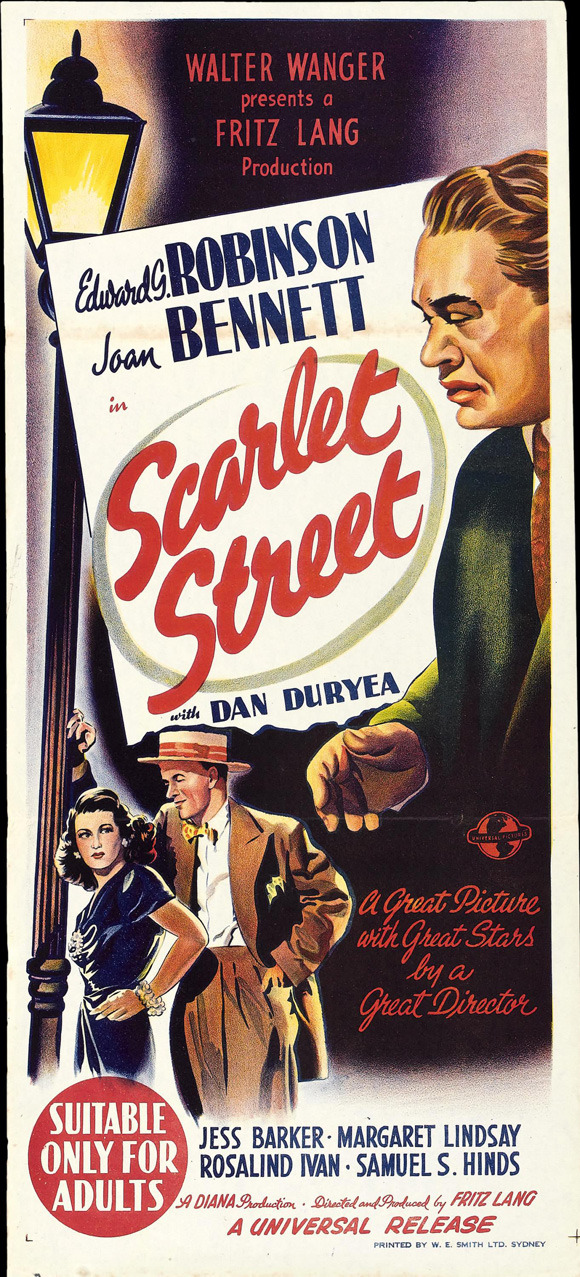 WALTER WANGER
presents a
FRITZ LANG
Production
Edward G. ROBINSON
Joan BENNETT
in
Scarlet
Street
with DAN DURYEA
UNIVERSAL PICTURES
A Great Picture
with Great Stars
by a
Great Director
SUITABLE
ONLY FOR
ADULTS
JESS BARKER · MARGARET LINDSAY
ROSALIND IVAN · SAMUEL S. HINDS
A DIANA Production · Directed and Produced by FRITZ LANG
A UNIVERSAL RELEASE
PRINTED BY W. E. SMITH LTD. SYDNEY